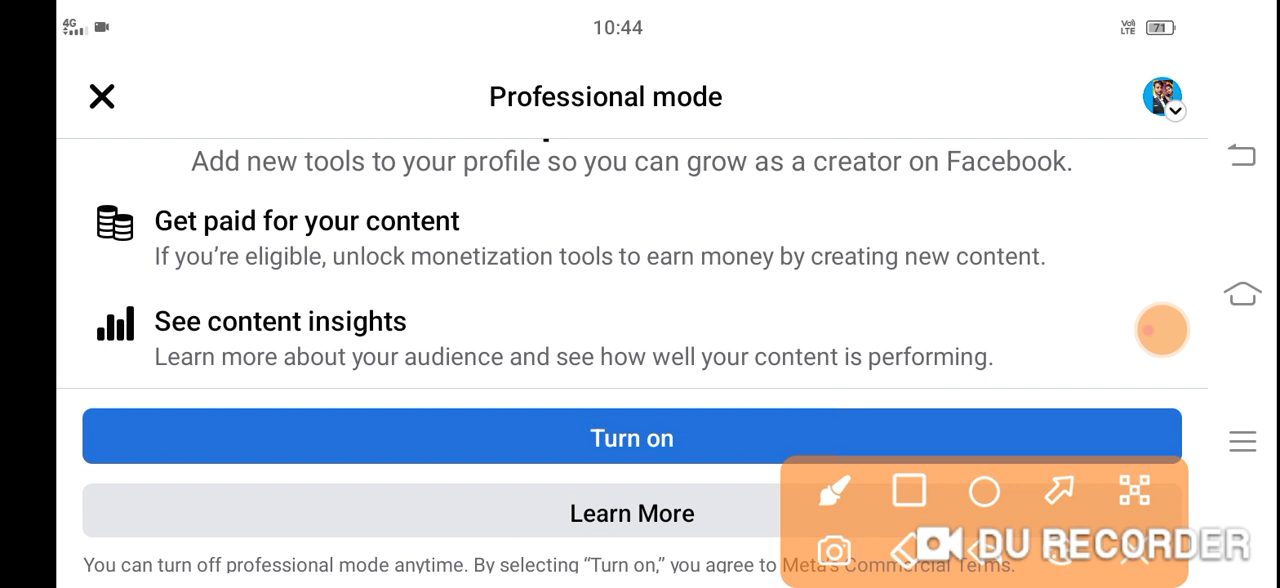 4G 10:44 Vol) LTE 71
Professional mode
Add new tools to your profile so you can grow as a creator on Facebook.
Get paid for your content
If you’re eligible, unlock monetization tools to earn money by creating new content.
See content insights
Learn more about your audience and see how well your content is performing.
Turn on
Learn More
DU RECORDER
You can turn off professional mode anytime. By selecting “Turn on,” you agree to Meta's Commercial Terms.